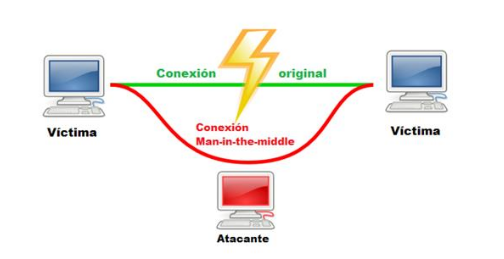 Conexión original
Víctima
Víctima
Conexión
Man-in-the-middle
Atacante